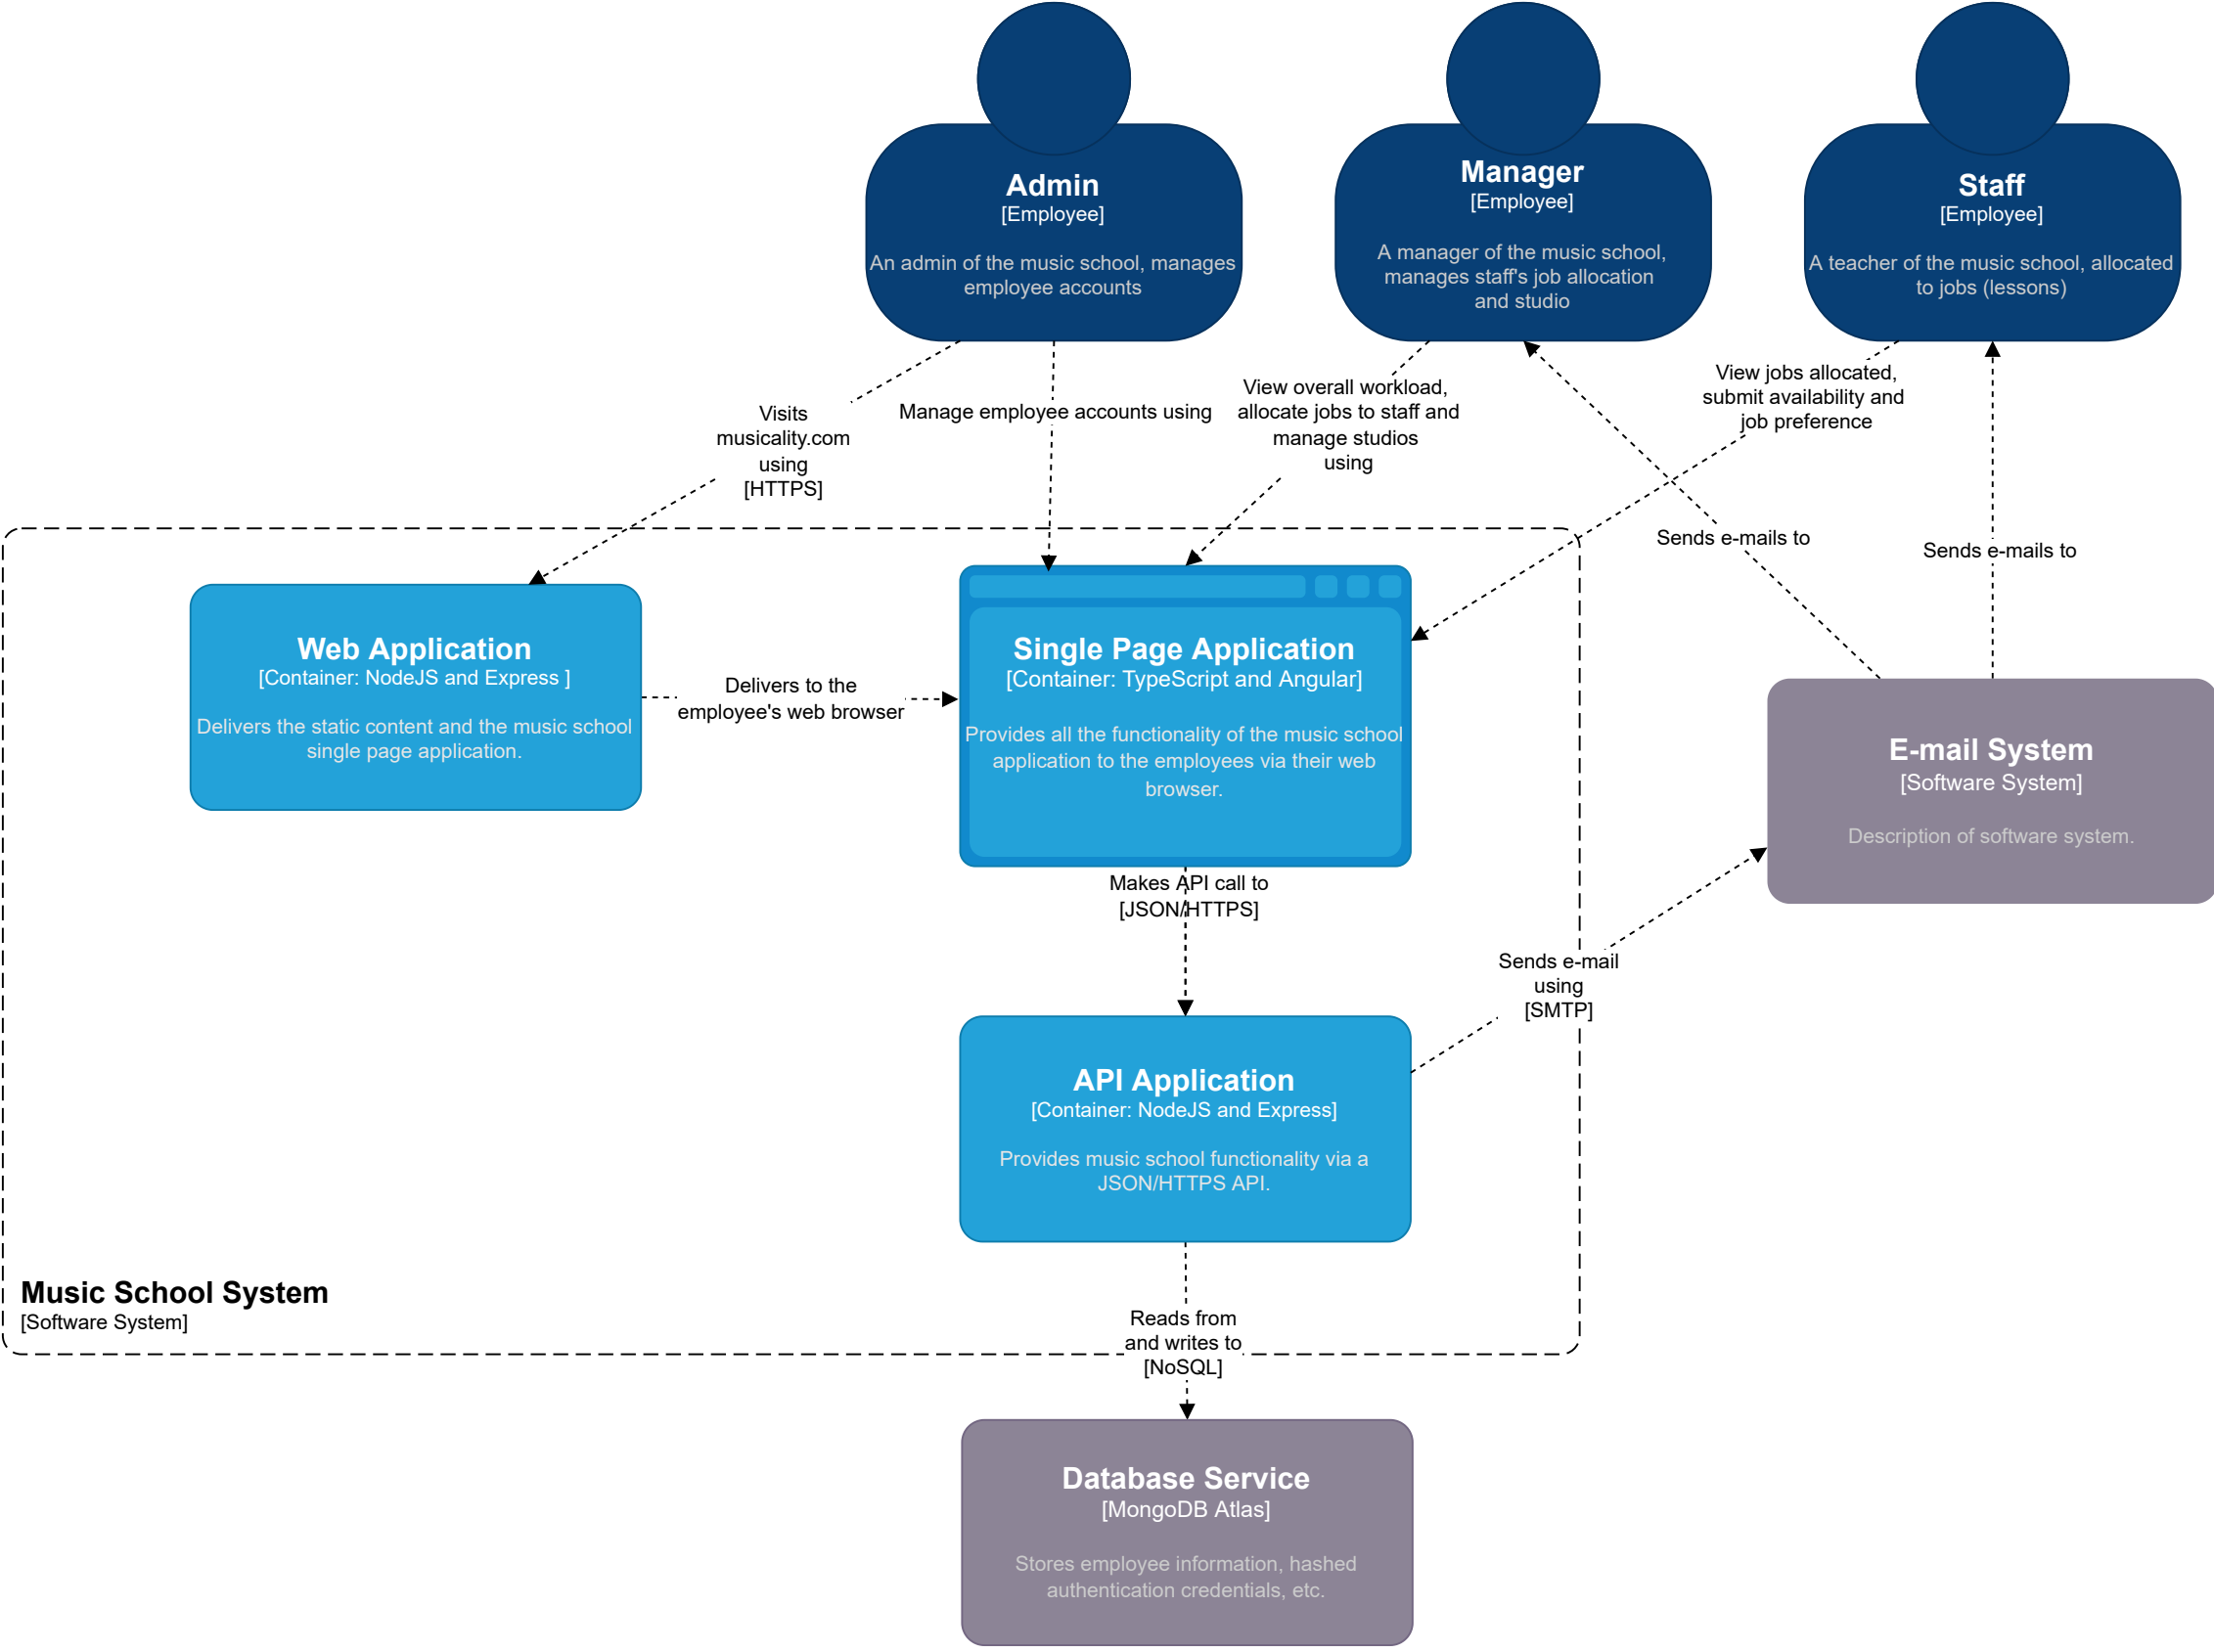 Admin
[Employee]
An admin of the music school, manages
employee accounts
Manager
[Employee]
A manager of the music school,
manages staff's job allocation
and studio
Staff
[Employee]
A teacher of the music school, allocated
to jobs (lessons)
Visits
musicality.com
using
[HTTPS]
Manage employee accounts using
View overall workload,
allocate jobs to staff and
manage studios
using
View jobs allocated,
submit availability and
job preference
Sends e-mails to
Sends e-mails to
Web Application
[Container: NodeJS and Express ]
Delivers the static content and the music school
single page application.
Delivers to the
employee's web browser
Single Page Application
[Container: TypeScript and Angular]
Provides all the functionality of the music school
application to the employees via their web
browser.
E-mail System
[Software System]
Description of software system.
Makes API call to
[JSON/HTTPS]
Sends e-mail
using
[SMTP]
API Application
[Container: NodeJS and Express]
Provides music school functionality via a
JSON/HTTPS API.
Music School System
[Software System]
Reads from
and writes to
[NoSQL]
Database Service
[MongoDB Atlas]
Stores employee information, hashed
authentication credentials, etc.